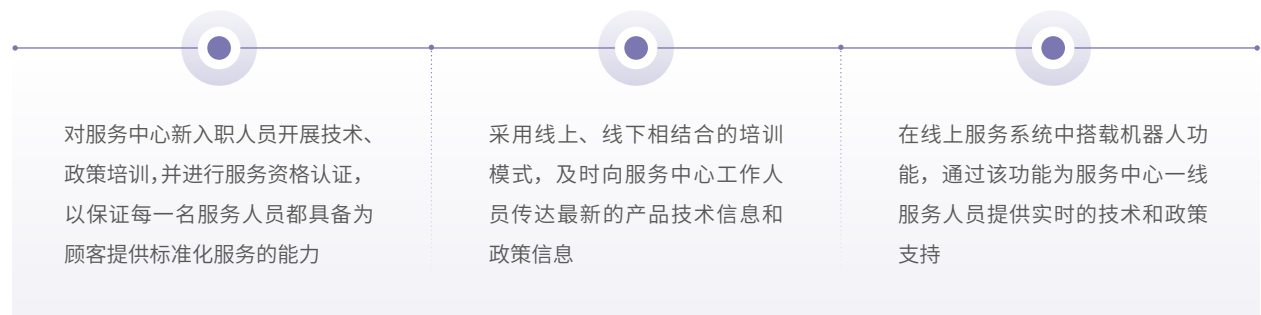 对服务中心新入职人员开展技术、
政策培训，并进行服务资格认证，
以保证每一名服务人员都具备为
顾客提供标准化服务的能力
采用线上、线下相结合的培训
模式，及时向服务中心工作人
员传达最新的产品技术信息和
政策信息
在线上服务系统中搭载机器人功
能，通过该功能为服务中心一线
服务人员提供实时的技术和政策
支持